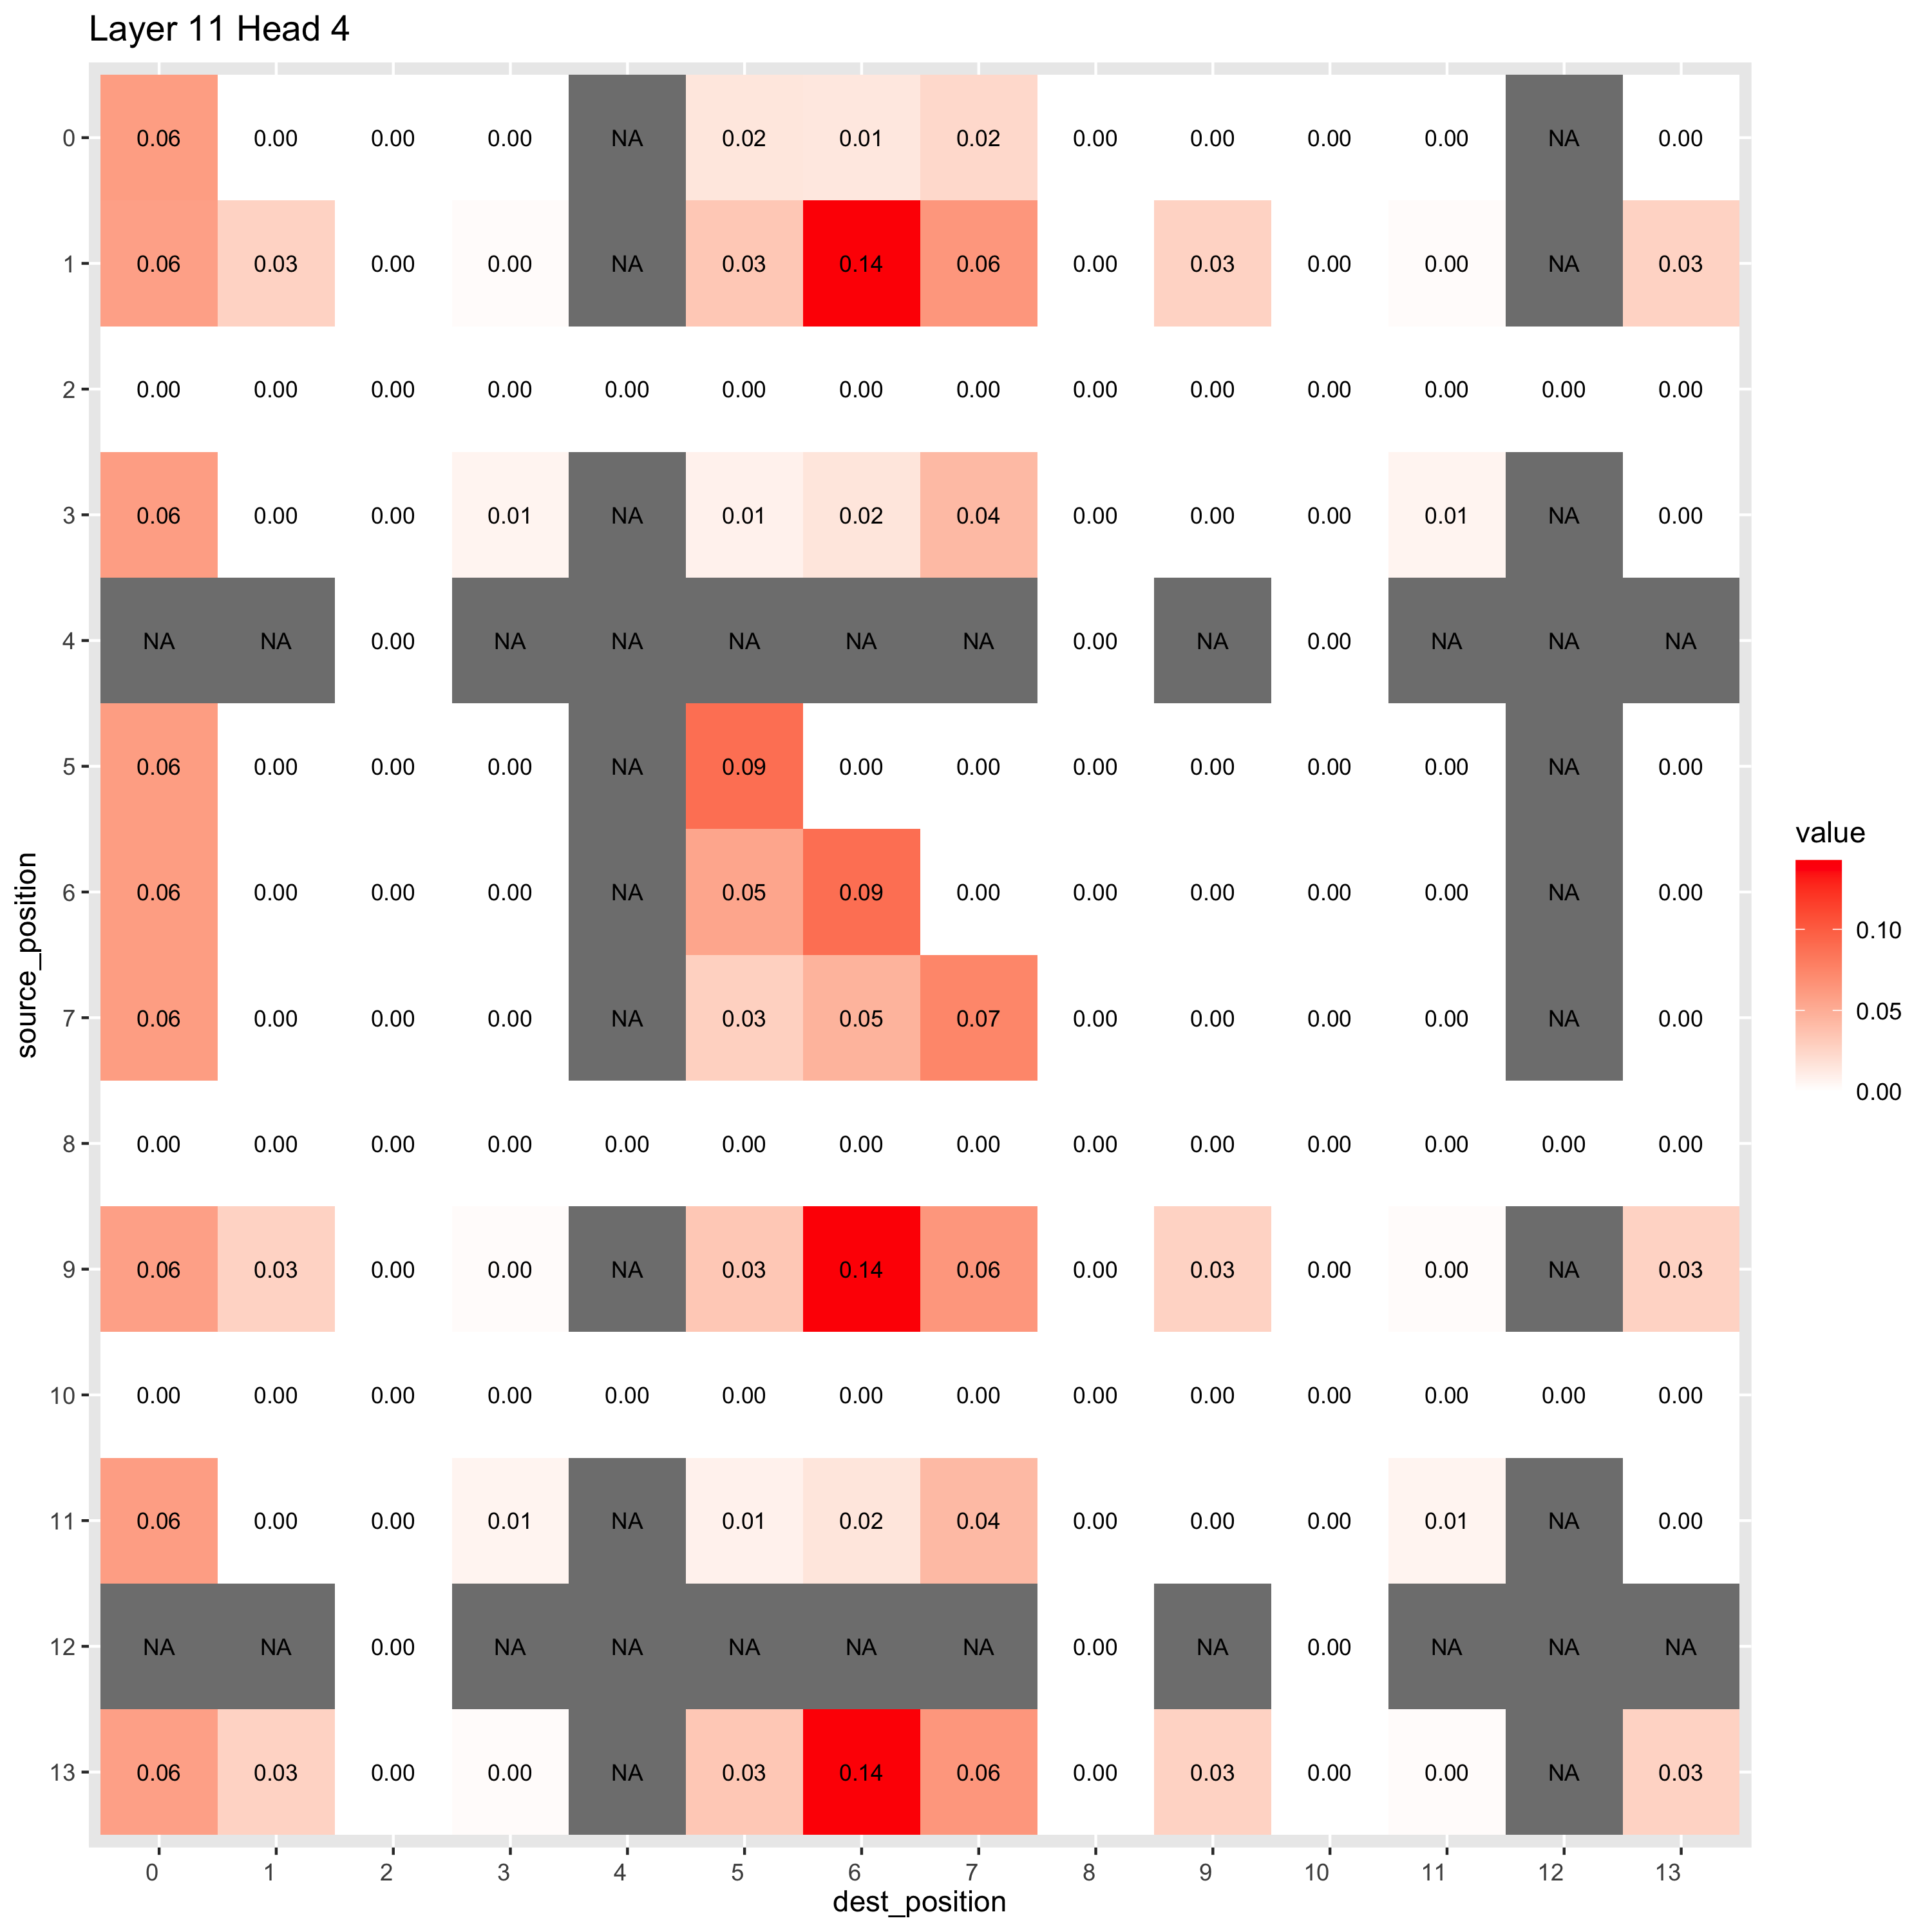 Layer 11 Head 4
0 0.06 0.00 0.00 0.00 NA 0.02 0.01 0.02 0.00 0.00 0.00 0.00 NA 0.00
1 0.06 0.03 0.00 0.00 NA 0.03 0.14 0.06 0.00 0.03 0.00 0.00 NA 0.03
2 0.00 0.00 0.00 0.00 0.00 0.00 0.00 0.00 0.00 0.00 0.00 0.00 0.00 0.00
3 0.06 0.00 0.00 0.01 NA 0.01 0.02 0.04 0.00 0.00 0.00 0.01 NA 0.00
4 NA NA 0.00 NA NA NA NA NA 0.00 NA 0.00 NA NA NA
5 0.06 0.00 0.00 0.00 NA 0.09 0.00 0.00 0.00 0.00 0.00 0.00 NA 0.00
6 0.06 0.00 0.00 0.00 NA 0.05 0.09 0.00 0.00 0.00 0.00 0.00 NA 0.00
7 0.06 0.00 0.00 0.00 NA 0.03 0.05 0.07 0.00 0.00 0.00 0.00 NA 0.00
8 0.00 0.00 0.00 0.00 0.00 0.00 0.00 0.00 0.00 0.00 0.00 0.00 0.00 0.00
9 0.06 0.03 0.00 0.00 NA 0.03 0.14 0.06 0.00 0.03 0.00 0.00 NA 0.03
10 0.00 0.00 0.00 0.00 0.00 0.00 0.00 0.00 0.00 0.00 0.00 0.00 0.00 0.00
11 0.06 0.00 0.00 0.01 NA 0.01 0.02 0.04 0.00 0.00 0.00 0.01 NA 0.00
12 NA NA 0.00 NA NA NA NA NA 0.00 NA 0.00 NA NA NA
13 0.06 0.03 0.00 0.00 NA 0.03 0.14 0.06 0.00 0.03 0.00 0.00 NA 0.03
0 1 2 3 4 5 6 7 8 9 10 11 12 13
dest_position
source_position
value
0.10
0.05
0.00